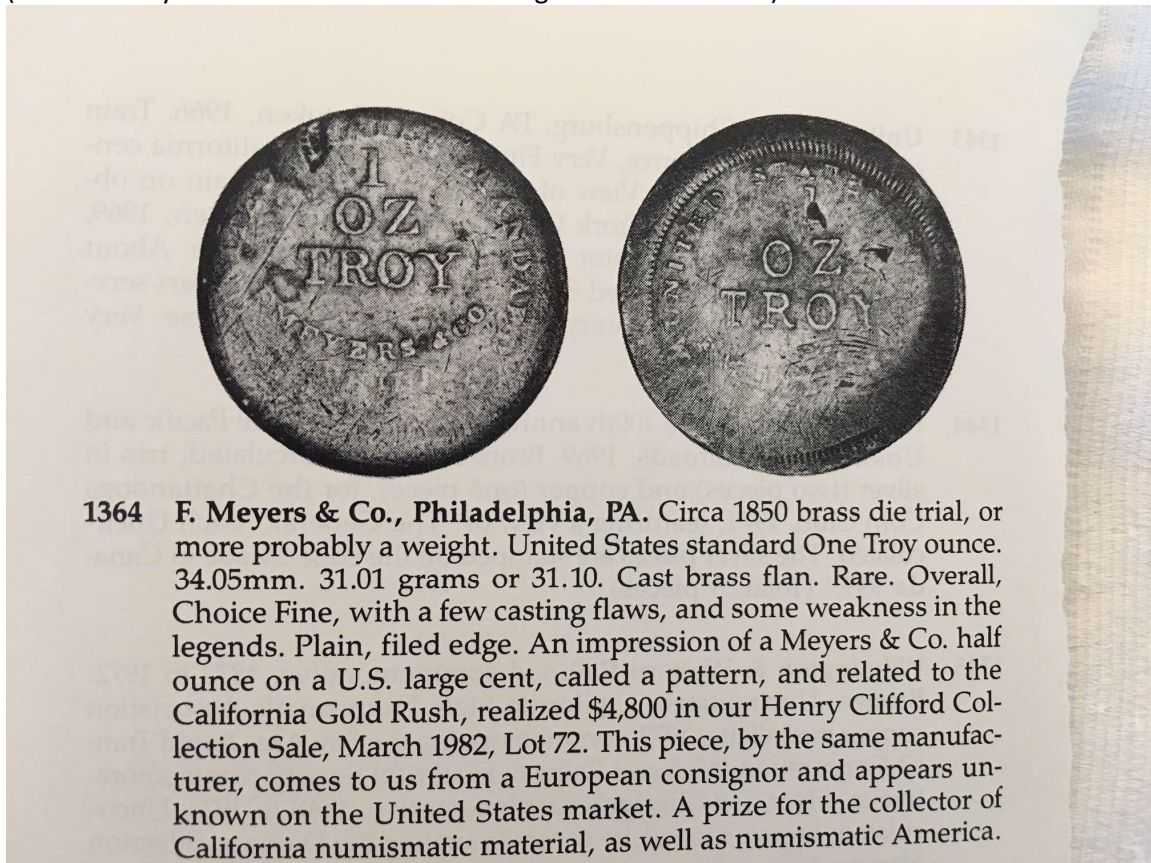 1
OZ
TROY
MEYERS & CO
UNITED STATES
1
OZ
TROY
1364 F. Meyers & Co., Philadelphia, PA. Circa 1850 brass die trial, or
more probably a weight. United States standard One Troy ounce.
34.05mm. 31.01 grams or 31.10. Cast brass flan. Rare. Overall,
Choice Fine, with a few casting flaws, and some weakness in the
legends. Plain, filed edge. An impression of a Meyers & Co. half
ounce on a U.S. large cent, called a pattern, and related to the
California Gold Rush, realized $4,800 in our Henry Clifford Col-
lection Sale, March 1982, Lot 72. This piece, by the same manufac-
turer, comes to us from a European consignor and appears un-
known on the United States market. A prize for the collector of
California numismatic material, as well as numismatic America.